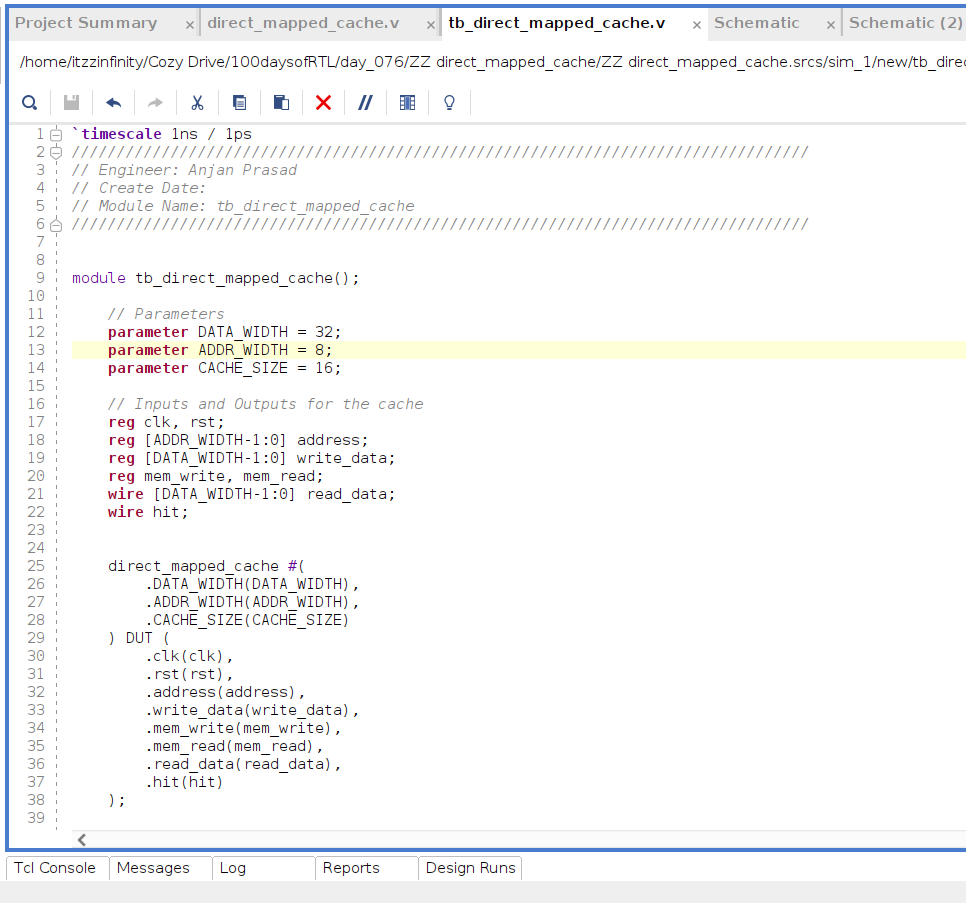 Project Summary × direct_mapped_cache.v × tb_direct_mapped_cache.v × Schematic × Schematic (2)
/home/itzzinfinity/Cozy Drive/100daysofRTL/day_076/ZZ direct_mapped_cache/ZZ direct_mapped_cache.srcs/sim_1/new/tb_direc
1 `timescale 1ns / 1ps
2 //////////////////////////////////////////////////////////////////////////////////
3 // Engineer: Anjan Prasad
4 // Create Date:
5 // Module Name: tb_direct_mapped_cache
6 //////////////////////////////////////////////////////////////////////////////////
7
8
9 module tb_direct_mapped_cache();
10
11 // Parameters
12 parameter DATA_WIDTH = 32;
13 parameter ADDR_WIDTH = 8;
14 parameter CACHE_SIZE = 16;
15
16 // Inputs and Outputs for the cache
17 reg clk, rst;
18 reg [ADDR_WIDTH-1:0] address;
19 reg [DATA_WIDTH-1:0] write_data;
20 reg mem_write, mem_read;
21 wire [DATA_WIDTH-1:0] read_data;
22 wire hit;
23
24
25 direct_mapped_cache #(
26 .DATA_WIDTH(DATA_WIDTH),
27 .ADDR_WIDTH(ADDR_WIDTH),
28 .CACHE_SIZE(CACHE_SIZE)
29 ) DUT (
30 .clk(clk),
31 .rst(rst),
32 .address(address),
33 .write_data(write_data),
34 .mem_write(mem_write),
35 .mem_read(mem_read),
36 .read_data(read_data),
37 .hit(hit)
38 );
39
Tcl Console Messages Log Reports Design Runs